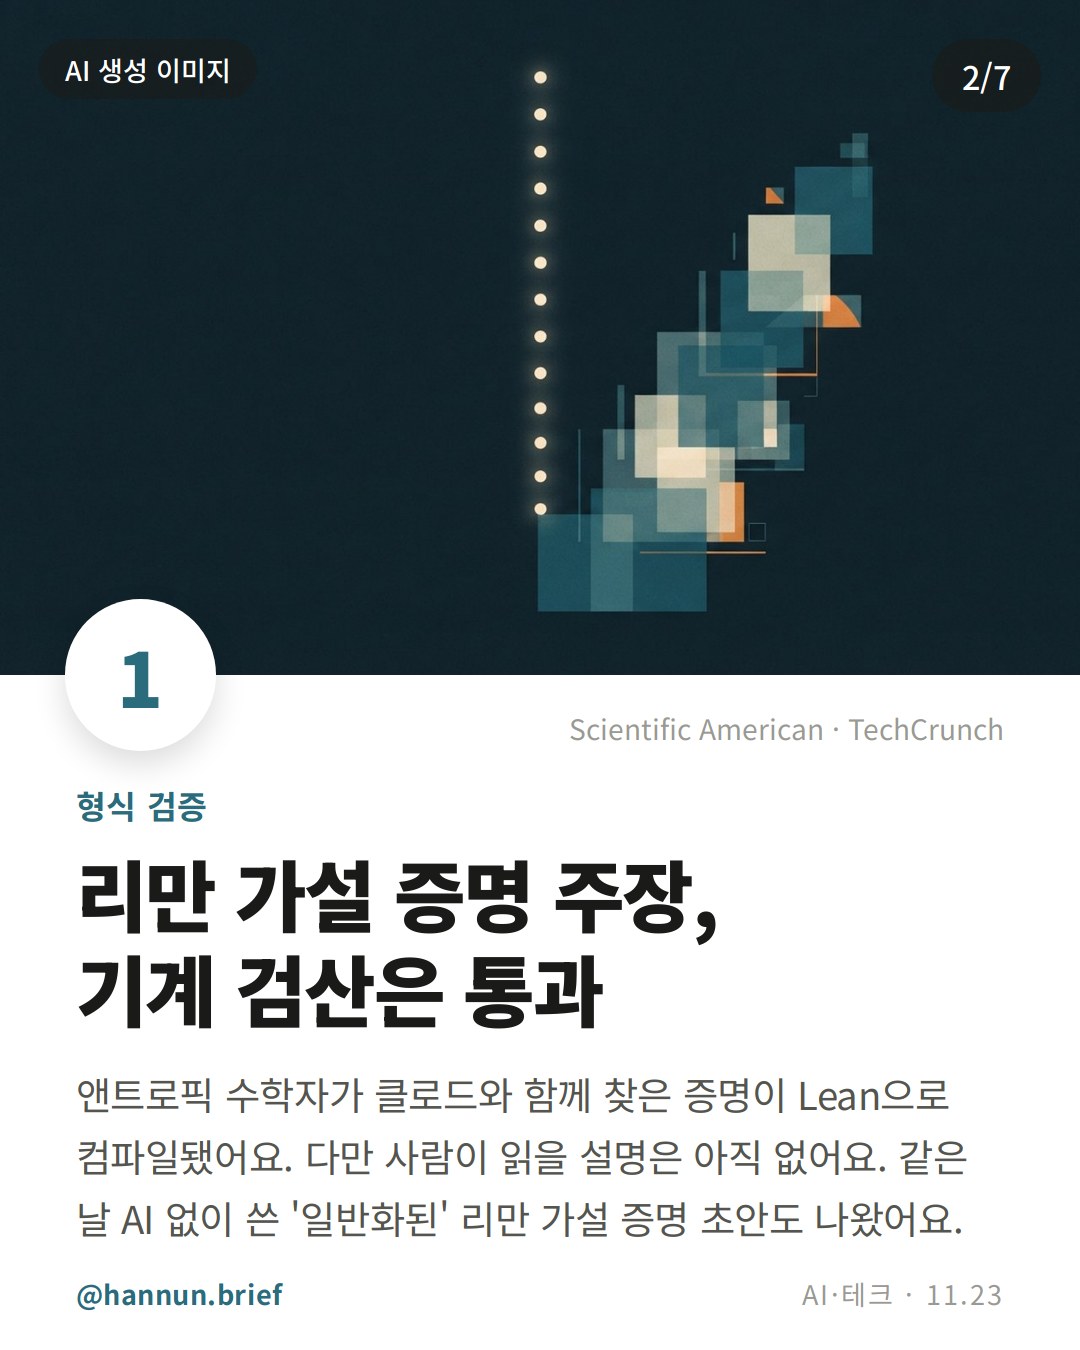 AI 생성 이미지
2/7
1
Scientific American · TechCrunch
형식 검증
리만 가설 증명 주장,
기계 검산은 통과
앤트로픽 수학자가 클로드와 함께 찾은 증명이 Lean으로
컴파일됐어요. 다만 사람이 읽을 설명은 아직 없어요. 같은
날 AI 없이 쓴 '일반화된' 리만 가설 증명 초안도 나왔어요.
@hannun.brief
AI·테크 · 11.23